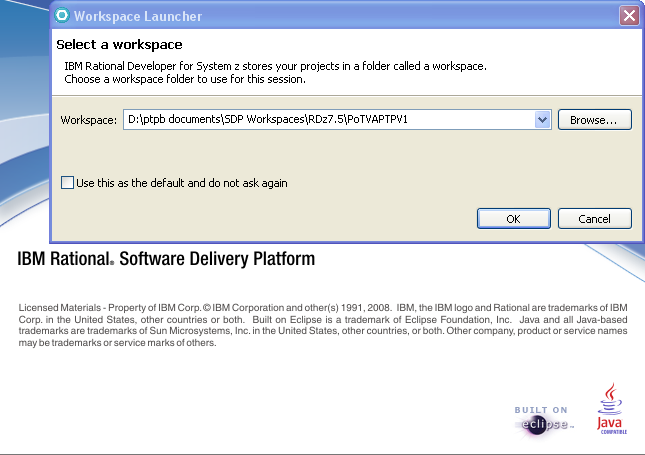 Workspace Launcher
Select a workspace
IBM Rational Developer for System z stores your projects in a folder called a workspace.
Choose a workspace folder to use for this session.
Workspace: D:\ptpb documents\SDP Workspaces\RDz7.5\PoTVAPTPV1 Browse...
Use this as the default and do not ask again
OK Cancel
IBM Rational® Software Delivery Platform
Licensed Materials - Property of IBM Corp. © IBM Corporation and other(s) 1991, 2008. IBM, the IBM logo and Rational are trademarks of IBM
Corp. in the United States, other countries or both. Built on Eclipse is a trademark of Eclipse Foundation, Inc. Java and all Java-based
trademarks are trademarks of Sun Microsystems, Inc. in the United States, other countries, or both. Other company, product or service names
may be trademarks or service marks of others.
BUILT ON
eclipse™
Java
COMPATIBLE